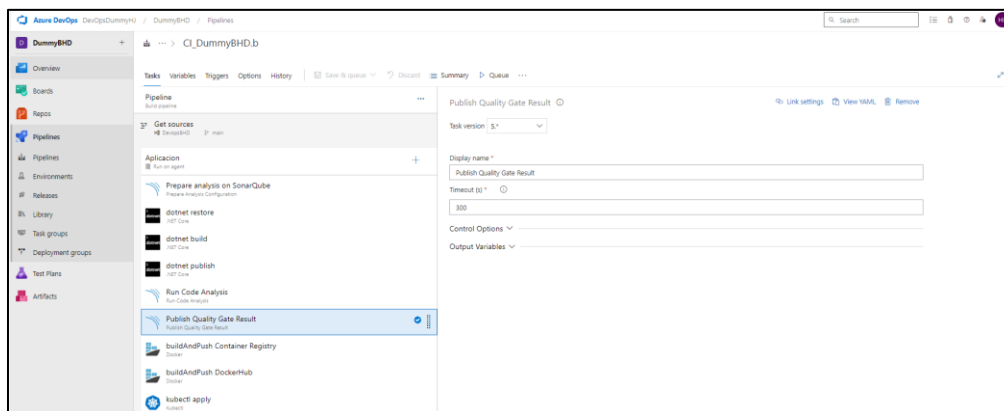 Azure DevOps DevOpsDummyHJ / DummyBHD / Pipelines
Search
D DummyBHD +
... > CI_DummyBHD.b
Overview
Boards
Repos
Pipelines
Pipelines
Environments
Releases
Library
Task groups
Deployment groups
Test Plans
Artifacts
Tasks Variables Triggers Options History Save & queue Discard Summary Queue ...
Pipeline
Build pipeline
Get sources
DevopsBHD main
Aplicacion
Run on agent
Prepare analysis on SonarQube
Prepare Analysis Configuration
dotnet restore
.NET Core
dotnet build
.NET Core
dotnet publish
.NET Core
Run Code Analysis
Run Code Analysis
Publish Quality Gate Result
Publish Quality Gate Result
buildAndPush Container Registry
Docker
buildAndPush DockerHub
Docker
kubectl apply
Kubectl
Publish Quality Gate Result
Link settings View YAML Remove
Task version 5.*
Display name *
Publish Quality Gate Result
Timeout (s) *
300
Control Options
Output Variables